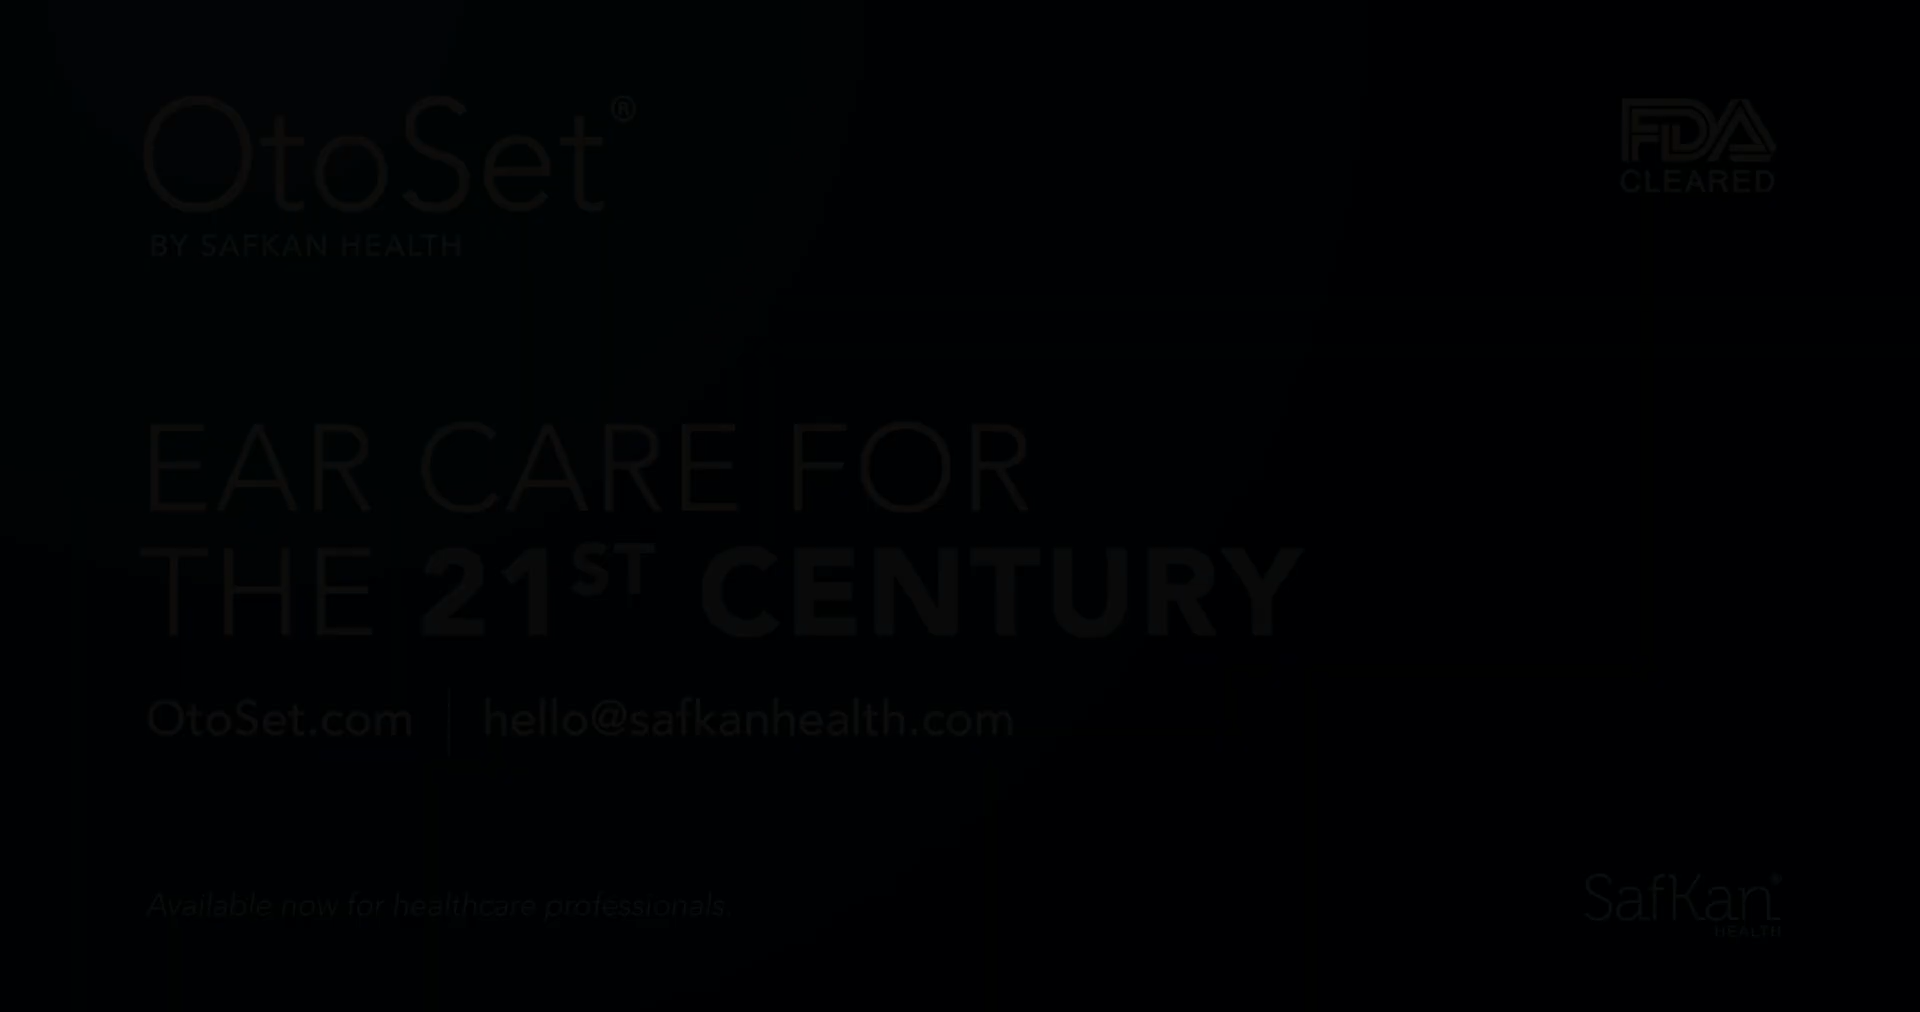 OtoSet®
BY SAFKAN HEALTH
FDA
CLEARED
EAR CARE FOR
THE 21ST CENTURY
OtoSet.com | hello@safkanhealth.com
Available now for healthcare professionals.
SafKan®
HEALTH